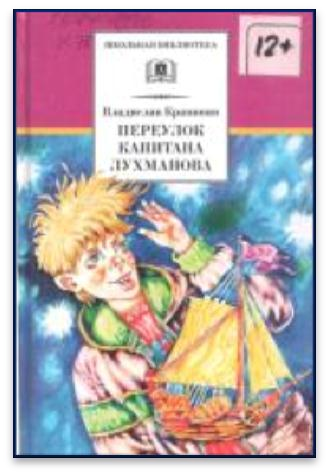 ШКОЛЬНАЯ БИБЛИОТЕКА
12+
Владислав Крапивин
ПЕРЕУЛОК
КАПИТАНА
ЛУХМАНОВА